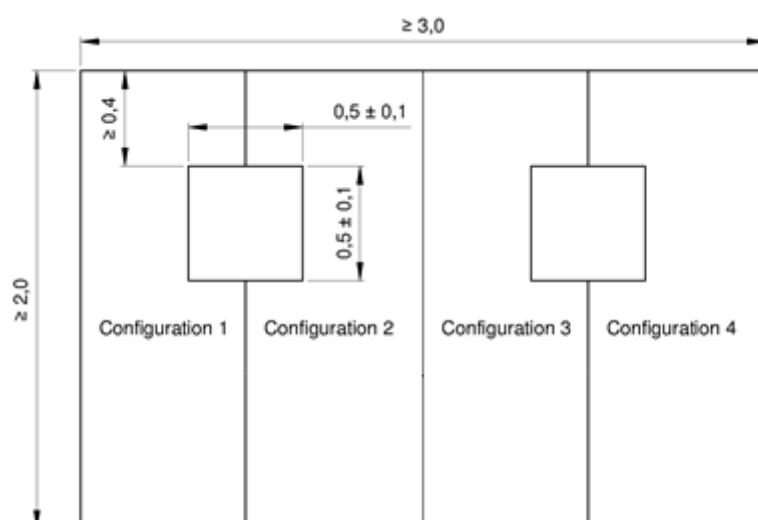 ≥ 3,0
≥ 0,4
0,5 ± 0,1
0,5 ± 0,1
≥ 2,0
Configuration 1
Configuration 2
Configuration 3
Configuration 4